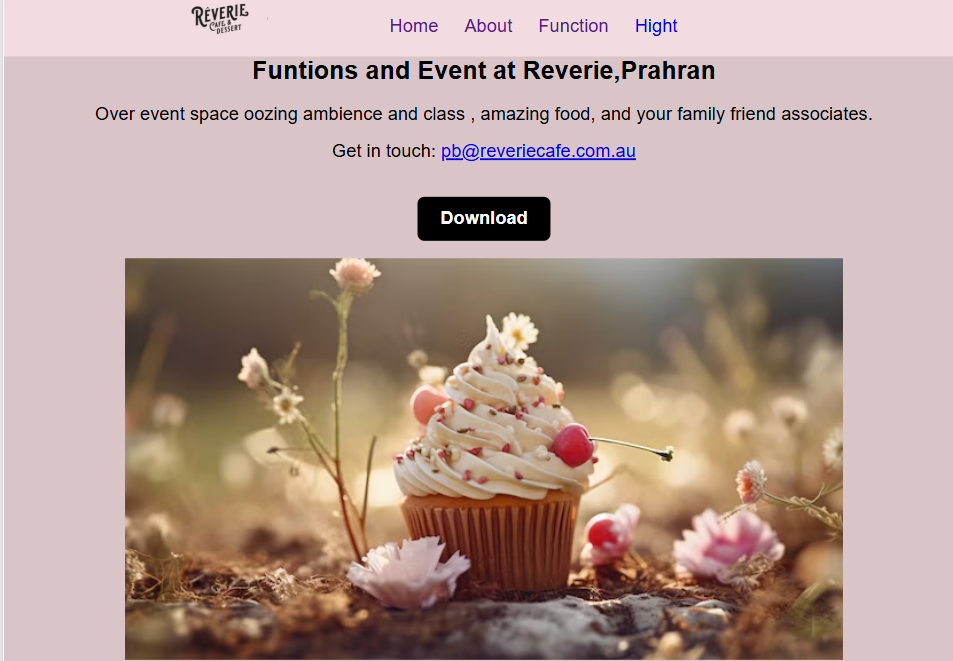 RÉVERIE
CAFE &
DESSERT
Home About Function Hight
Funtions and Event at Reverie,Prahran
Over event space oozing ambience and class , amazing food, and your family friend associates.
Get in touch: pb@reveriecafe.com.au
Download